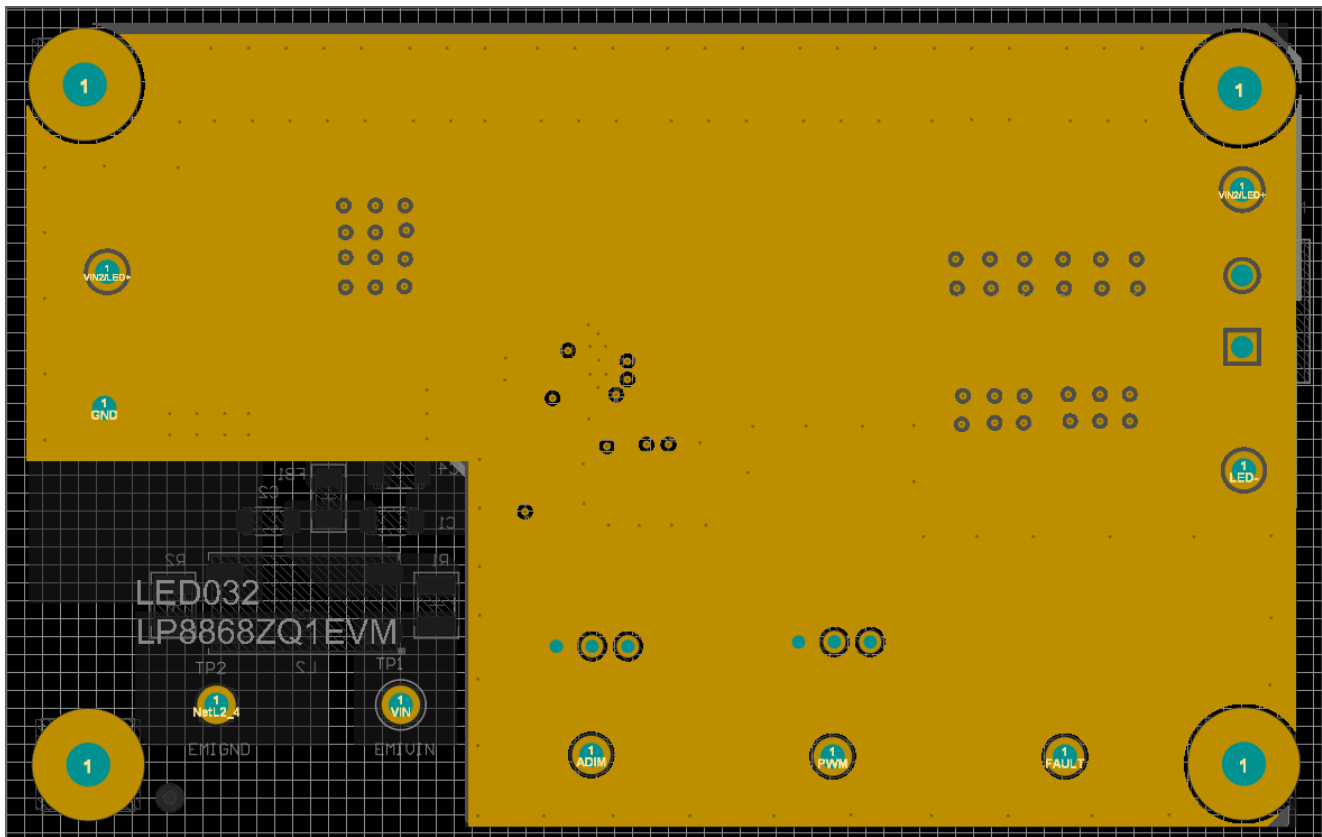 1
1
1
VIN2/LED+
1
VIN2/LED+
1
GND
1
LED-
FB1
C4
C2
C1
R2
R1
LED032
LP8868ZQ1EVM
TP2
L2
TP1
1
NetL2_4
1
VIN
EMIGND
EMIVIN
1
ADIM
1
PWM
1
FAULT
1
1